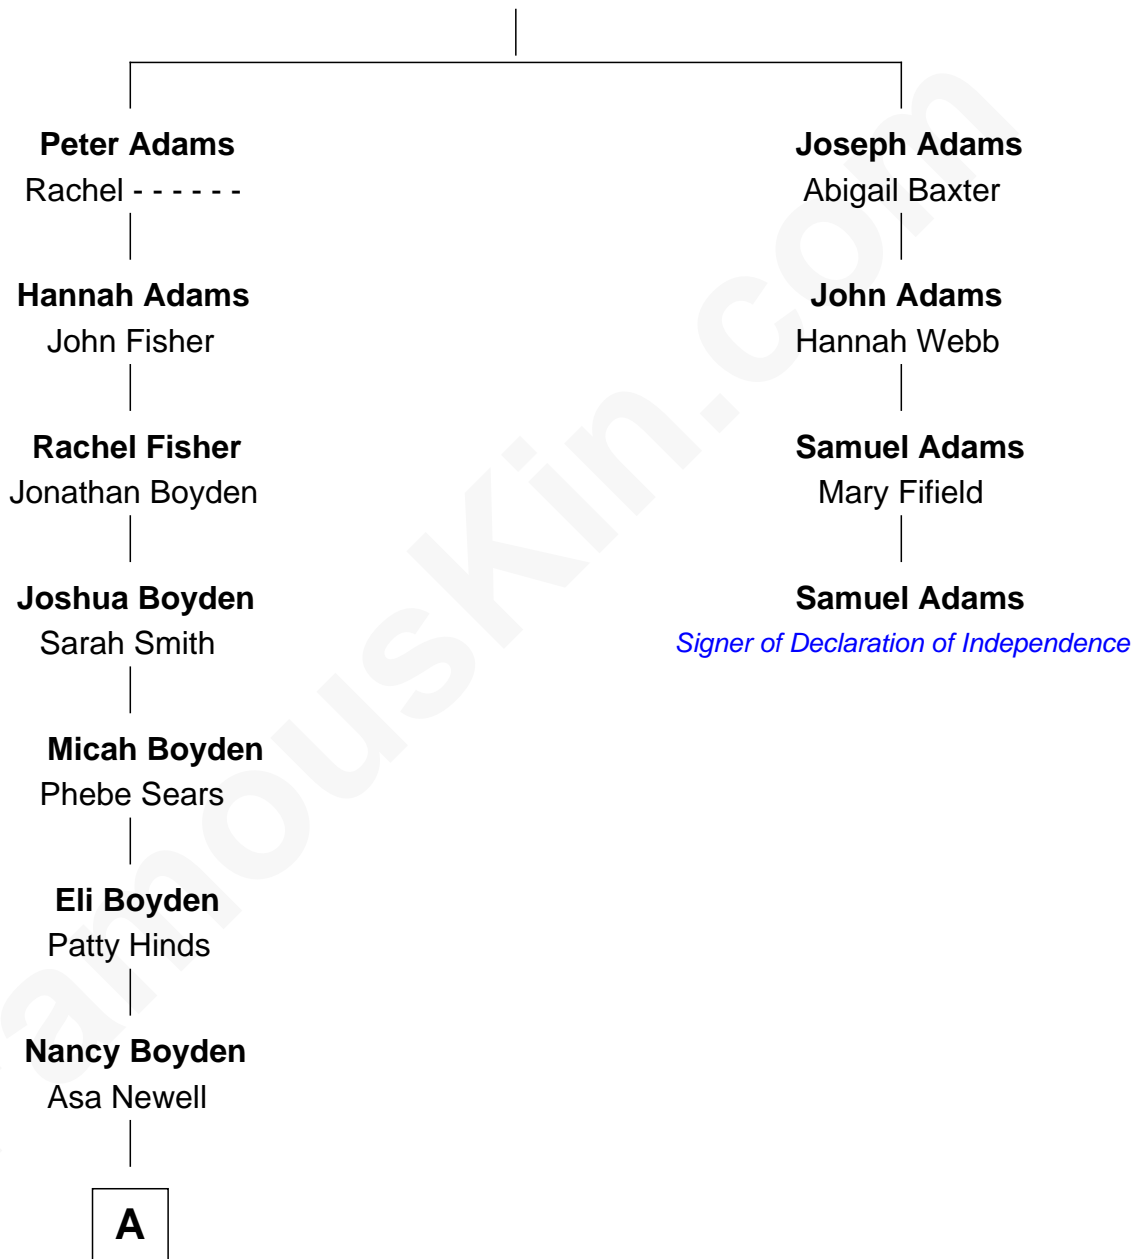 Peter Adams
Rachel - - - - - -
Hannah Adams
John Fisher
Rachel Fisher
Jonathan Boyden
Joshua Boyden
Sarah Smith
Micah Boyden
Phebe Sears
Eli Boyden
Patty Hinds
Nancy Boyden
Asa Newell
A
Joseph Adams
Abigail Baxter
John Adams
Hannah Webb
Samuel Adams
Mary Fifield
Samuel Adams
Signer of Declaration of Independence
amouskin.com